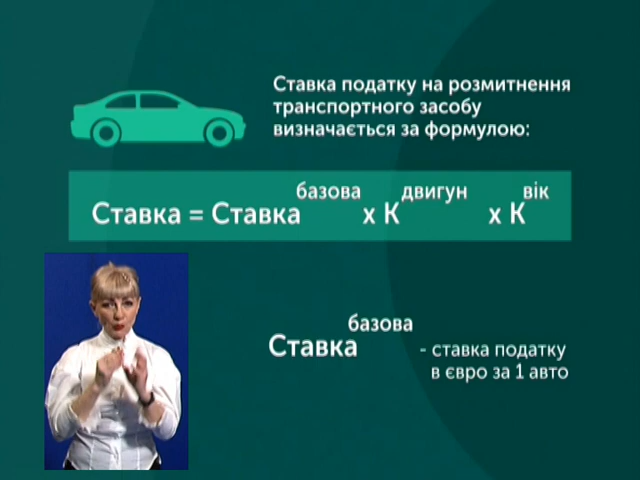 Ставка податку на розмитнення
транспортного засобу
визначається за формулою:
Ставка = Ставка базова х К двигун х К вік
Ставка базова - ставка податку
в євро за 1 авто